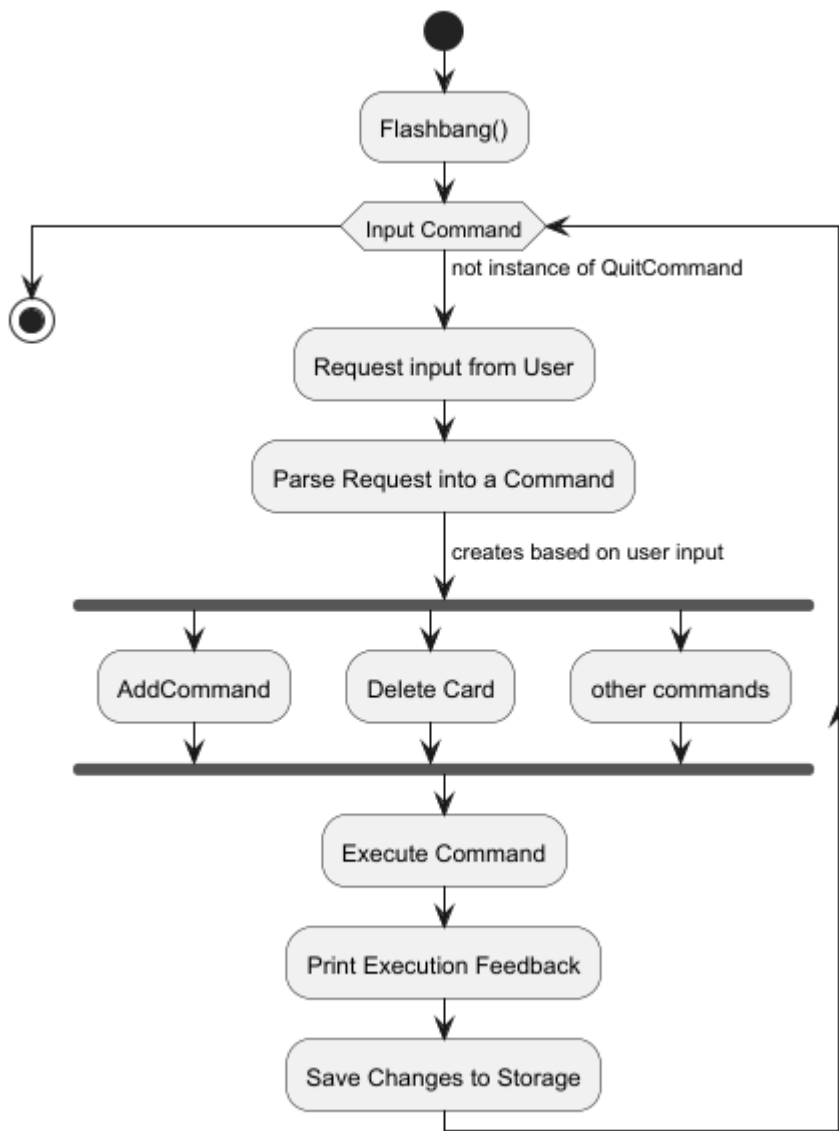 Flashbang()
Input Command
not instance of QuitCommand
Request input from User
Parse Request into a Command
creates based on user input
AddCommand
Delete Card
other commands
Execute Command
Print Execution Feedback
Save Changes to Storage